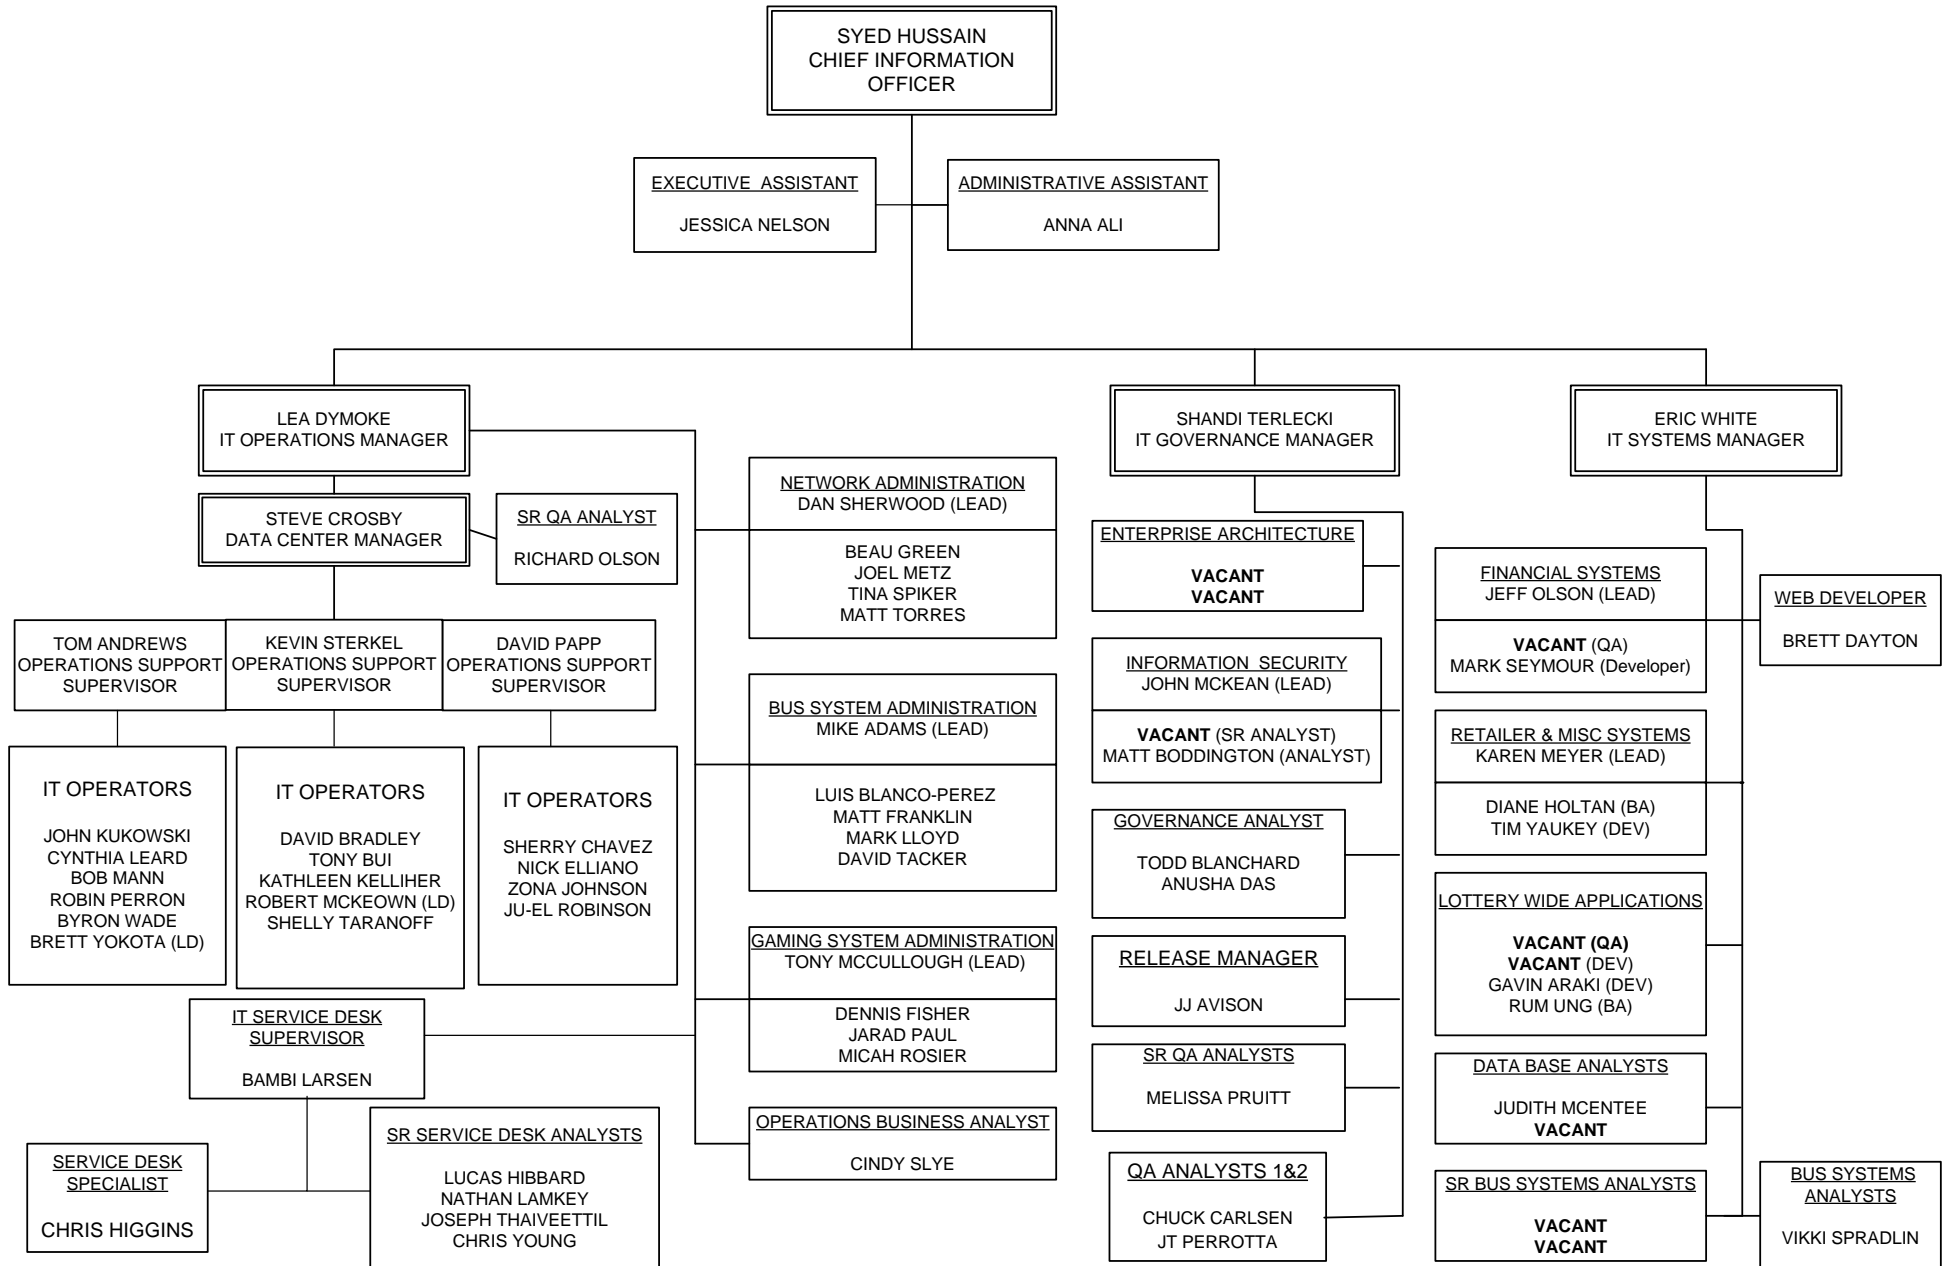 SYED HUSSAIN
CHIEF INFORMATION
OFFICER
EXECUTIVE ASSISTANT
JESSICA NELSON
ADMINISTRATIVE ASSISTANT
ANNA ALI
LEA DYMOKE
IT OPERATIONS MANAGER
SHANDI TERLECKI
IT GOVERNANCE MANAGER
ERIC WHITE
IT SYSTEMS MANAGER
STEVE CROSBY
DATA CENTER MANAGER
SR QA ANALYST
RICHARD OLSON
TOM ANDREWS
OPERATIONS SUPPORT
SUPERVISOR
KEVIN STERKEL
OPERATIONS SUPPORT
SUPERVISOR
DAVID PAPP
OPERATIONS SUPPORT
SUPERVISOR
IT OPERATORS
JOHN KUKOWSKI
CYNTHIA LEARD
BOB MANN
ROBIN PERRON
BYRON WADE
BRETT YOKOTA (LD)
IT OPERATORS
DAVID BRADLEY
TONY BUI
KATHLEEN KELLIHER
ROBERT MCKEOWN (LD)
SHELLY TARANOFF
IT OPERATORS
SHERRY CHAVEZ
NICK ELLIANO
ZONA JOHNSON
JU-EL ROBINSON
IT SERVICE DESK
SUPERVISOR
BAMBI LARSEN
SERVICE DESK
SPECIALIST
CHRIS HIGGINS
SR SERVICE DESK ANALYSTS
LUCAS HIBBARD
NATHAN LAMKEY
JOSEPH THAIVEETTIL
CHRIS YOUNG
NETWORK ADMINISTRATION
DAN SHERWOOD (LEAD)
BEAU GREEN
JOEL METZ
TINA SPIKER
MATT TORRES
BUS SYSTEM ADMINISTRATION
MIKE ADAMS (LEAD)
LUIS BLANCO-PEREZ
MATT FRANKLIN
MARK LLOYD
DAVID TACKER
GAMING SYSTEM ADMINISTRATION
TONY MCCULLOUGH (LEAD)
DENNIS FISHER
JARAD PAUL
MICAH ROSIER
OPERATIONS BUSINESS ANALYST
CINDY SLYE
ENTERPRISE ARCHITECTURE
VACANT
VACANT
INFORMATION SECURITY
JOHN MCKEAN (LEAD)
VACANT (SR ANALYST)
MATT BODDINGTON (ANALYST)
GOVERNANCE ANALYST
TODD BLANCHARD
ANUSHA DAS
RELEASE MANAGER
JJ AVISON
SR QA ANALYSTS
MELISSA PRUITT
QA ANALYSTS 1&2
CHUCK CARLSEN
JT PERROTTA
FINANCIAL SYSTEMS
JEFF OLSON (LEAD)
VACANT (QA)
MARK SEYMOUR (Developer)
WEB DEVELOPER
BRETT DAYTON
RETAILER & MISC SYSTEMS
KAREN MEYER (LEAD)
DIANE HOLTAN (BA)
TIM YAUKEY (DEV)
LOTTERY WIDE APPLICATIONS
VACANT (QA)
VACANT (DEV)
GAVIN ARAKI (DEV)
RUM UNG (BA)
DATA BASE ANALYSTS
JUDITH MCENTEE
VACANT
SR BUS SYSTEMS ANALYSTS
VACANT
VACANT
BUS SYSTEMS
ANALYSTS
VIKKI SPRADLIN